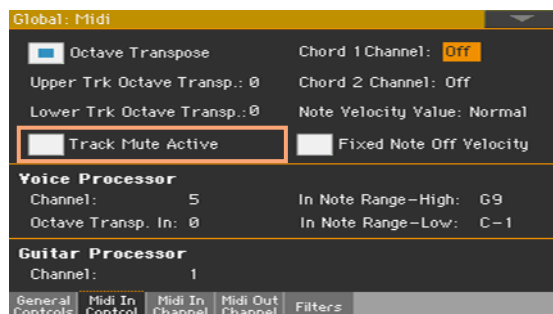 Global: Midi
Octave Transpose
Chord 1 Channel: Off
Upper Trk Octave Transp.: 0
Chord 2 Channel: Off
Lower Trk Octave Transp.: 0
Note Velocity Value: Normal
Track Mute Active
Fixed Note Off Velocity
Voice Processor
Channel: 5
In Note Range-High: G9
Octave Transp. In: 0
In Note Range-Low: C-1
Guitar Processor
Channel: 1
General Controls
Midi In Control
Midi In Channel
Midi Out Channel
Filters